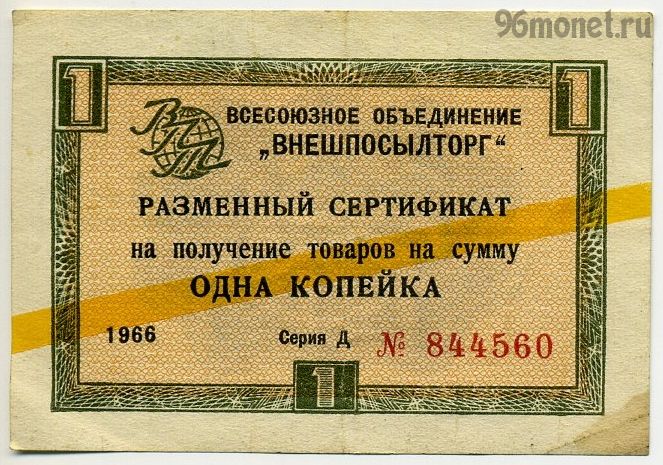 96monet.ru
1 1
ВПТ
ВСЕСОЮЗНОЕ ОБЪЕДИНЕНИЕ
„ВНЕШПОСЫЛТОРГ“
РАЗМЕННЫЙ СЕРТИФИКАТ
на получение товаров на сумму
ОДНА КОПЕЙКА
1966 Серия Д № 844560
1